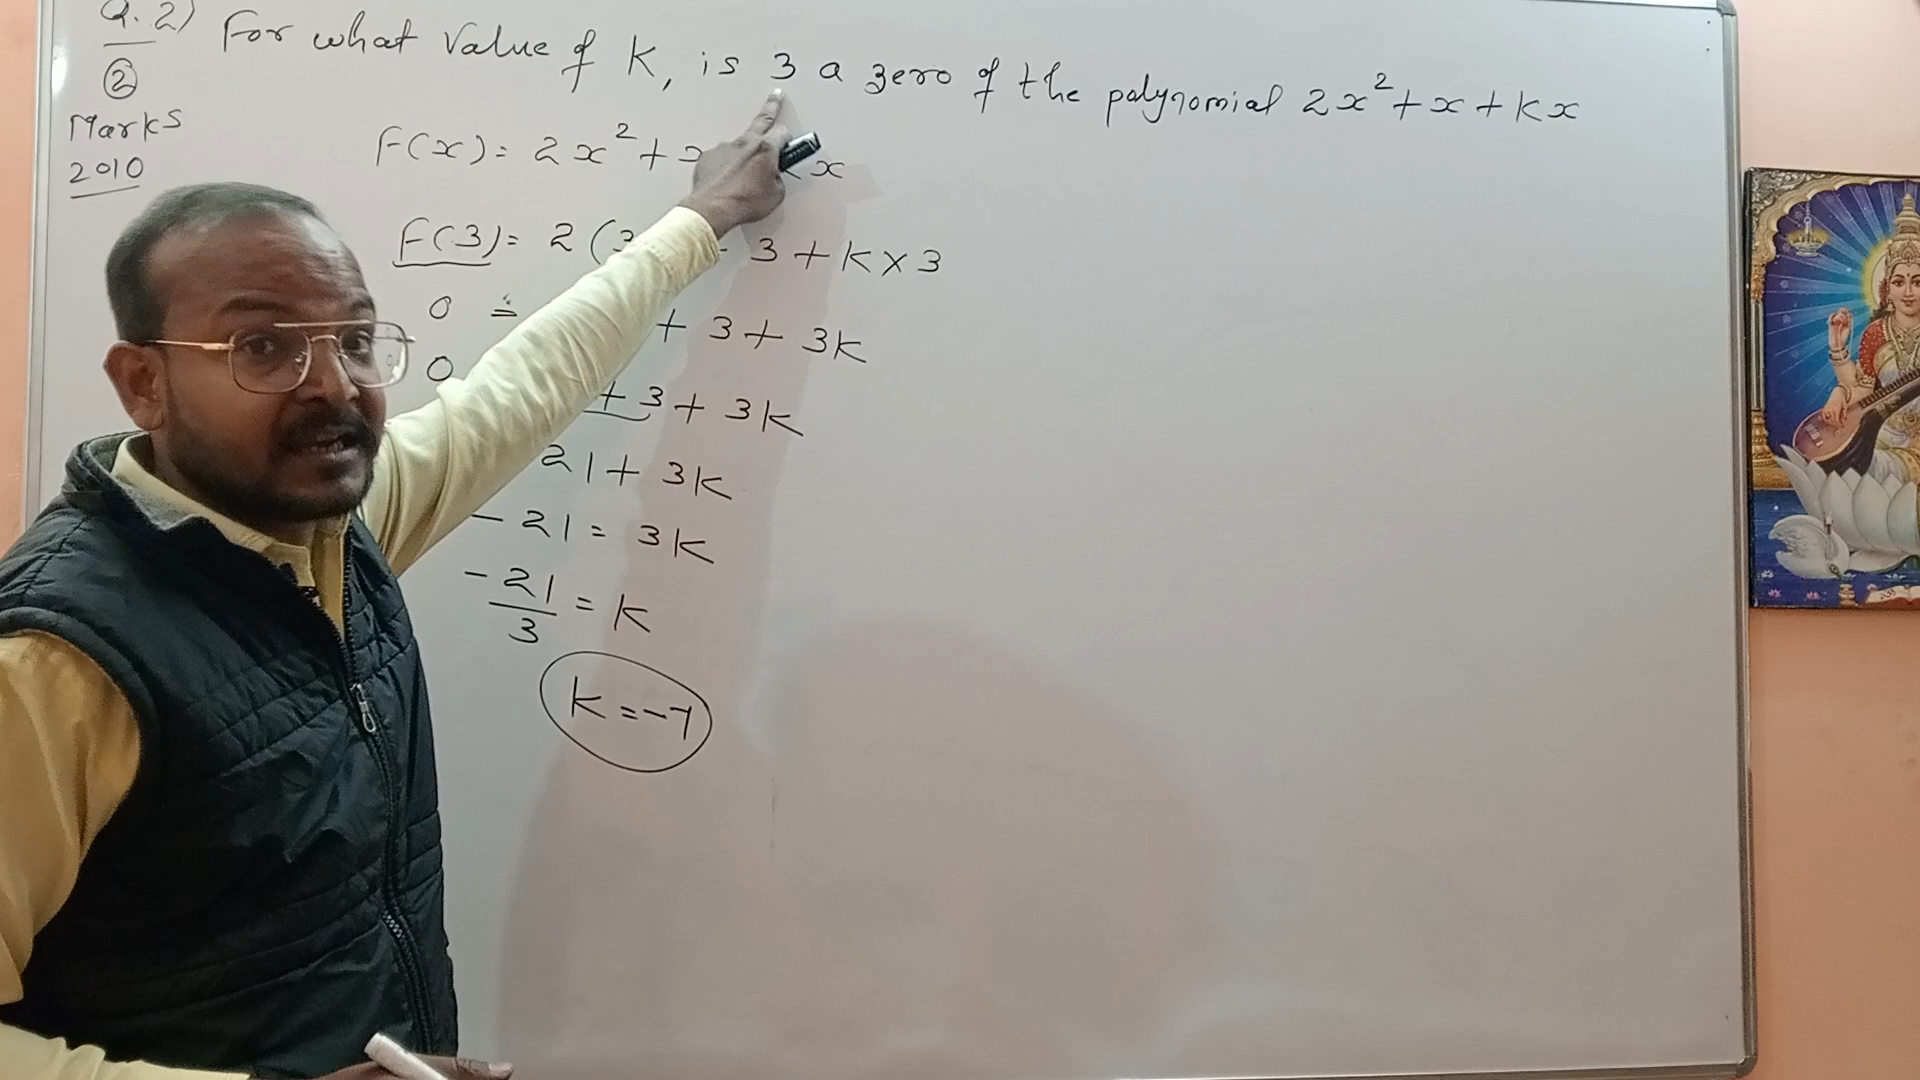 Q.2) For what Value of K, is 3 a zero of the polynomial 2x²+x+Kx
②
Marks
2010
F(x)= 2x²+x x
F(3)= 2(3 3+K×3
0 = + 3+ 3K
0 +3+ 3K
21+ 3K
-21= 3K
-21/3 = K
K=-7